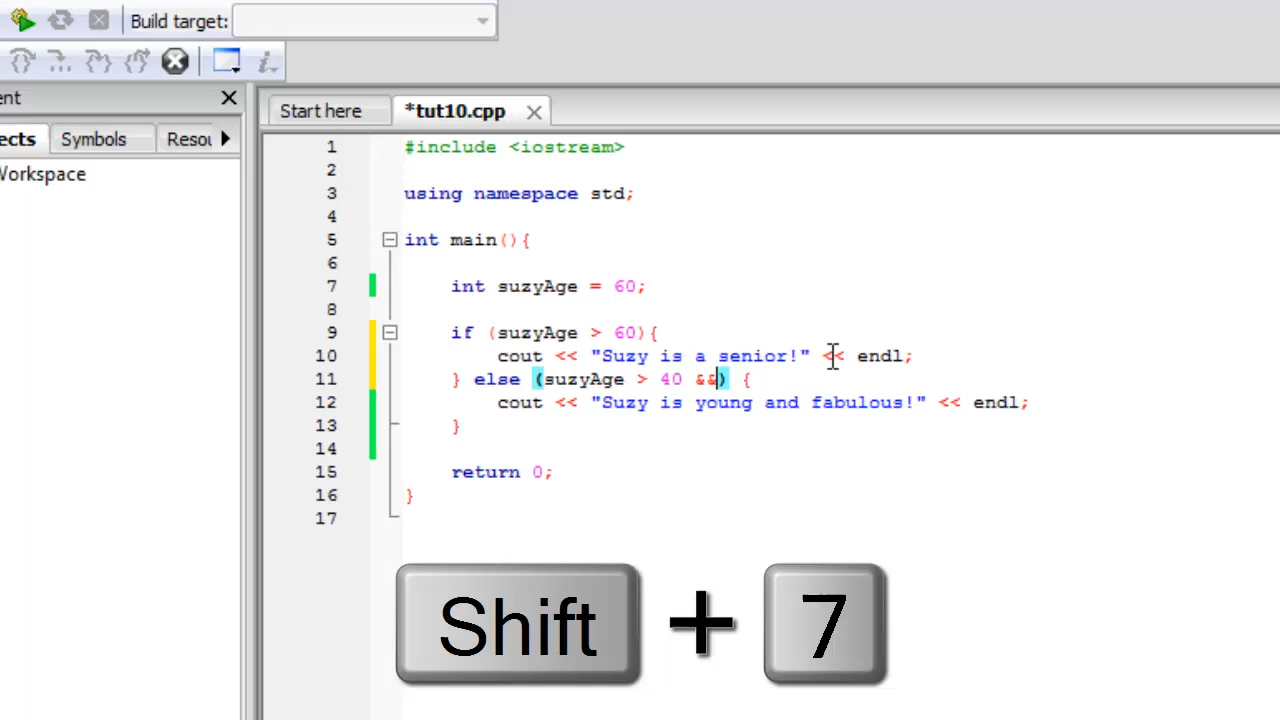 Build target:
ent
ects Symbols Resou
Workspace
Start here *tut10.cpp
1 #include <iostream>
2
3 using namespace std;
4
5 int main(){
6
7 int suzyAge = 60;
8
9 if (suzyAge > 60){
10 cout << "Suzy is a senior!" << endl;
11 } else (suzyAge > 40 &&) {
12 cout << "Suzy is young and fabulous!" << endl;
13 }
14
15 return 0;
16 }
17
Shift + 7